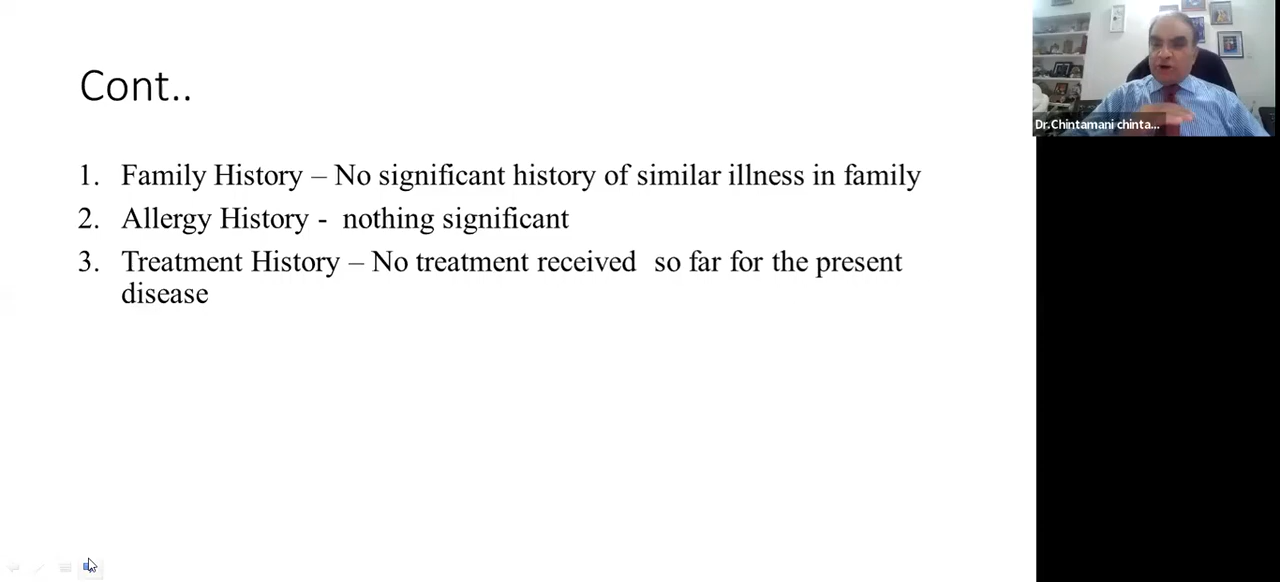 Cont..
1. Family History – No significant history of similar illness in family
2. Allergy History - nothing significant
3. Treatment History – No treatment received so far for the present
disease
Dr.Chintamani chinta...